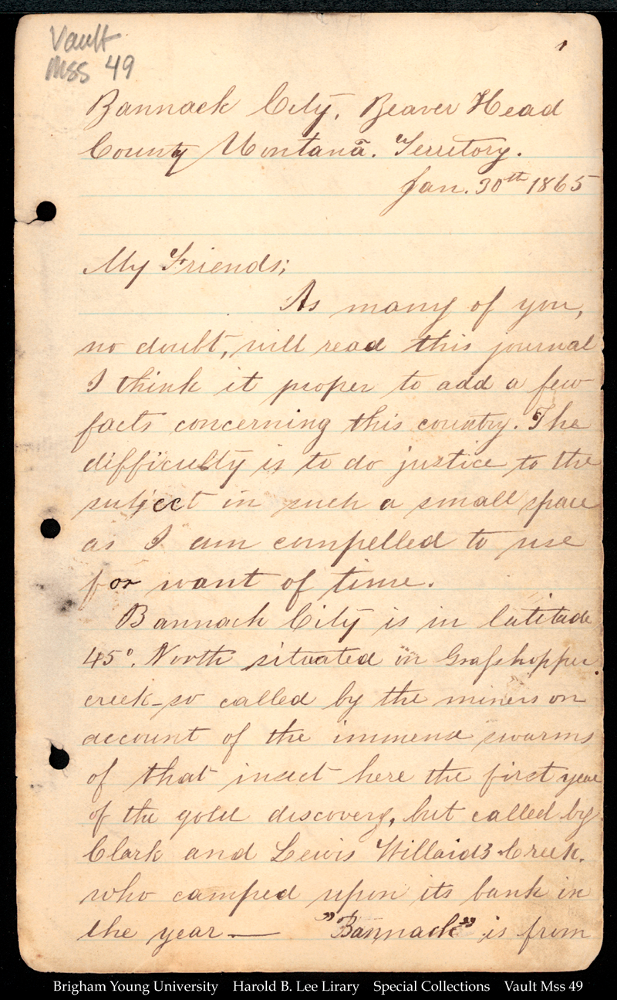 Vault
Mss 49
1
Bannack City, Beaver Head
County Montana. Territory.
Jan. 30th 1865
My Friends;
As many of you,
no doubt, will read this journal
I think it proper to add a few
facts concerning this country. The
difficulty is to do justice to the
subject in such a small space
as I am compelled to use
for want of time.
Bannack City is in latitude
45°. North situated on Grasshopper
creek-so called by the miners on
account of the immense swarms
of that insect here the first year
of the gold discovery, but called by
Clark and Lewis Willards Creek.
who camped upon its bank in
the year — "Bannack" is from
Brigham Young University Harold B. Lee Lirary Special Collections Vault Mss 49